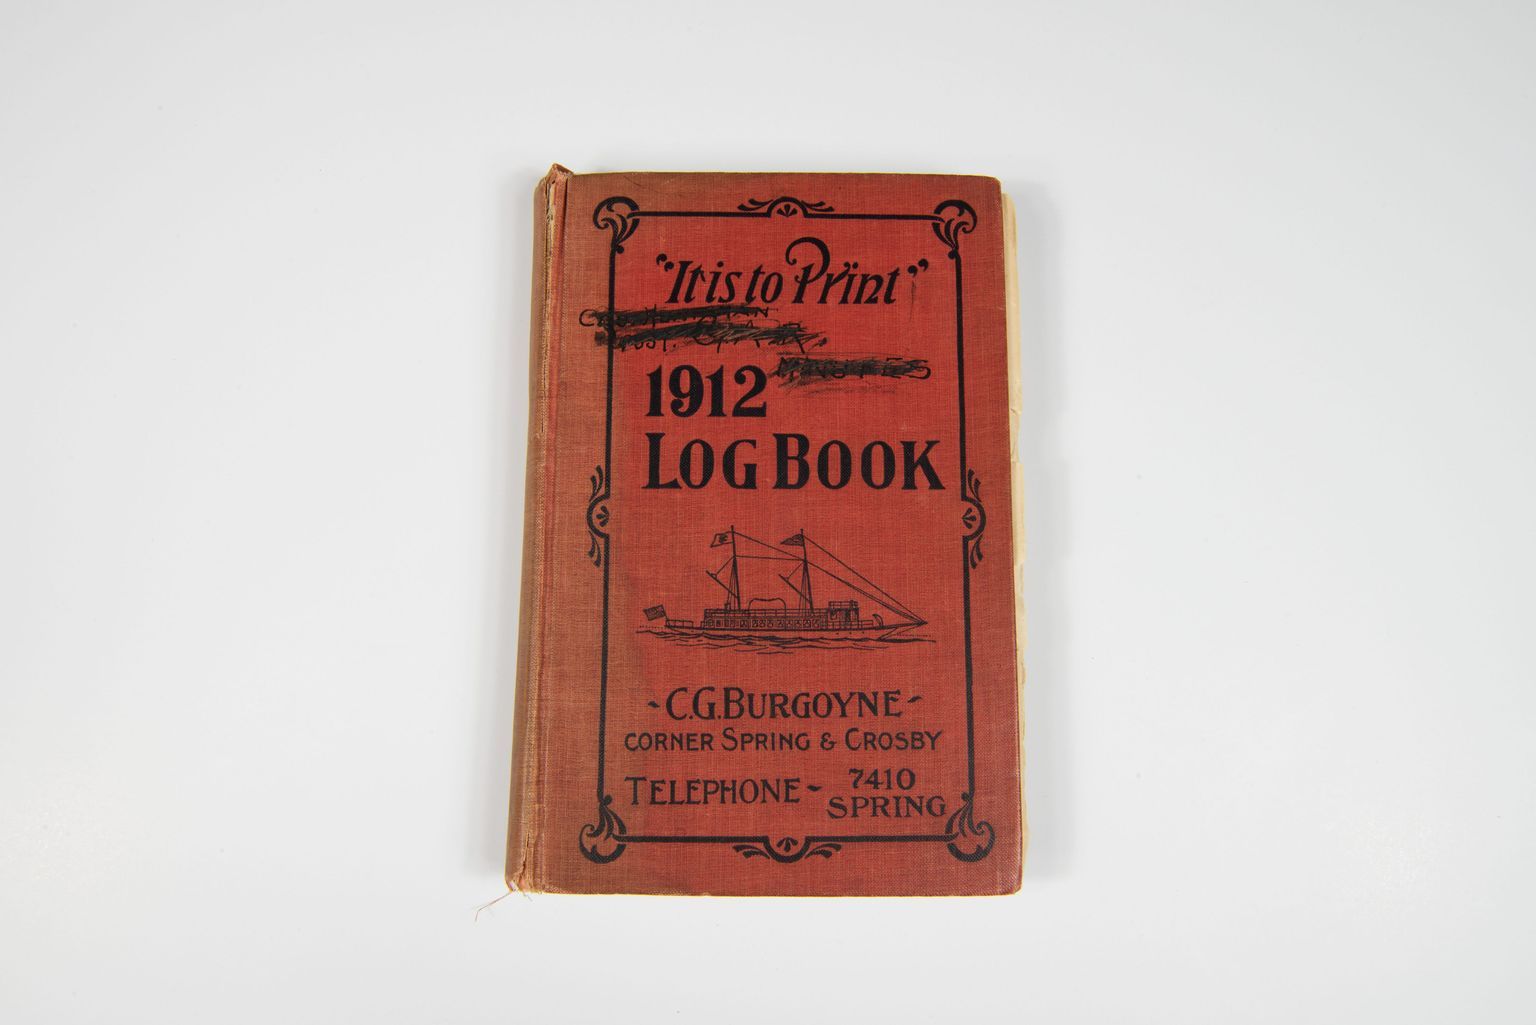 "It is to Print"
1912
LOG BOOK
~ C.G. BURGOYNE ~
CORNER SPRING & CROSBY
TELEPHONE ~ 7410
SPRING